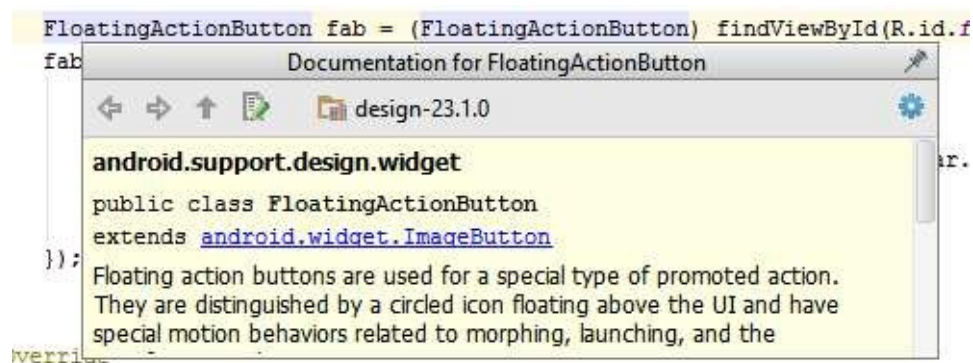 FloatingActionButton fab = (FloatingActionButton) findViewById(R.id.f
fab
Documentation for FloatingActionButton
design-23.1.0
android.support.design.widget
ar.
public class FloatingActionButton
extends android.widget.ImageButton
});
Floating action buttons are used for a special type of promoted action.
They are distinguished by a circled icon floating above the UI and have
special motion behaviors related to morphing, launching, and the